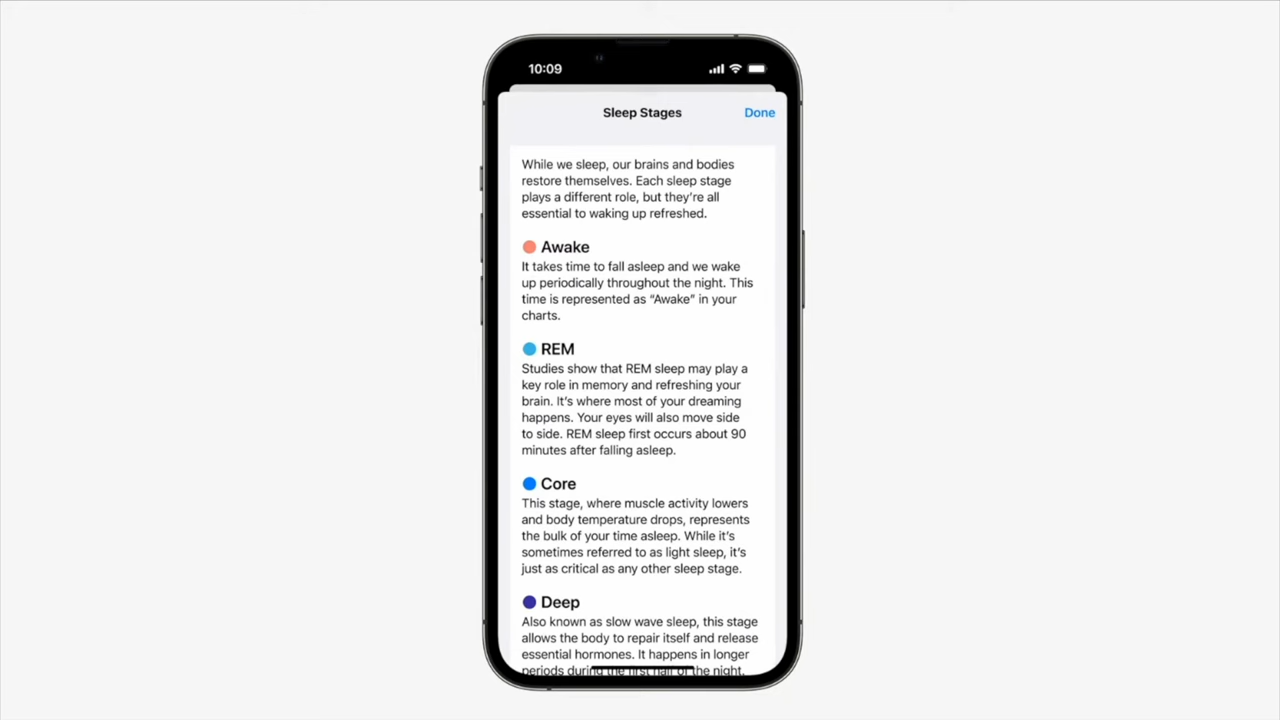 10:09
Sleep Stages
Done
While we sleep, our brains and bodies
restore themselves. Each sleep stage
plays a different role, but they're all
essential to waking up refreshed.
Awake
It takes time to fall asleep and we wake
up periodically throughout the night. This
time is represented as “Awake” in your
charts.
REM
Studies show that REM sleep may play a
key role in memory and refreshing your
brain. It's where most of your dreaming
happens. Your eyes will also move side
to side. REM sleep first occurs about 90
minutes after falling asleep.
Core
This stage, where muscle activity lowers
and body temperature drops, represents
the bulk of your time asleep. While it's
sometimes referred to as light sleep, it's
just as critical as any other sleep stage.
Deep
Also known as slow wave sleep, this stage
allows the body to repair itself and release
essential hormones. It happens in longer
periods during the first half of the night.